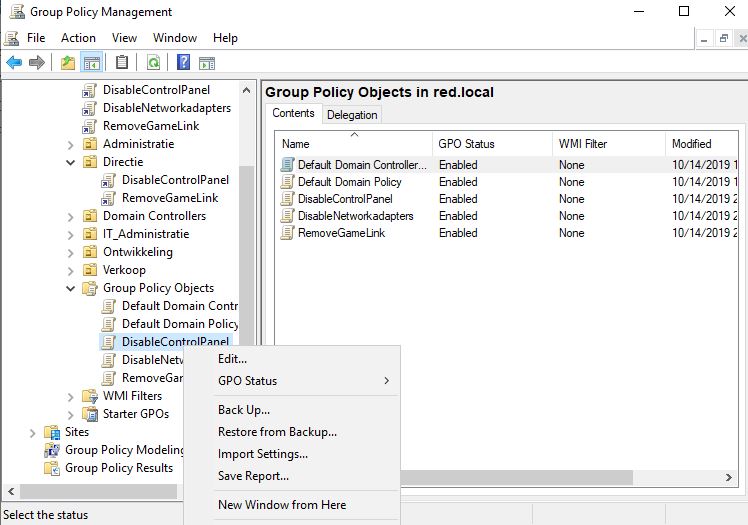 Group Policy Management
File Action View Window Help
DisableControlPanel
DisableNetworkadapters
RemoveGameLink
Administratie
Directie
DisableControlPanel
RemoveGameLink
Domain Controllers
IT_Administratie
Ontwikkeling
Verkoop
Group Policy Objects
Default Domain Contr
Default Domain Policy
DisableControlPanel
DisableNetw
RemoveGam
WMI Filters
Starter GPOs
Sites
Group Policy Modeling
Group Policy Results
Group Policy Objects in red.local
Contents Delegation
Name GPO Status WMI Filter Modified
Default Domain Controller... Enabled None 10/14/2019 1
Default Domain Policy Enabled None 10/14/2019 1
DisableControlPanel Enabled None 10/14/2019 2
DisableNetworkadapters Enabled None 10/14/2019 2
RemoveGameLink Enabled None 10/14/2019 2
Edit...
GPO Status
Back Up...
Restore from Backup...
Import Settings...
Save Report...
New Window from Here
Select the status